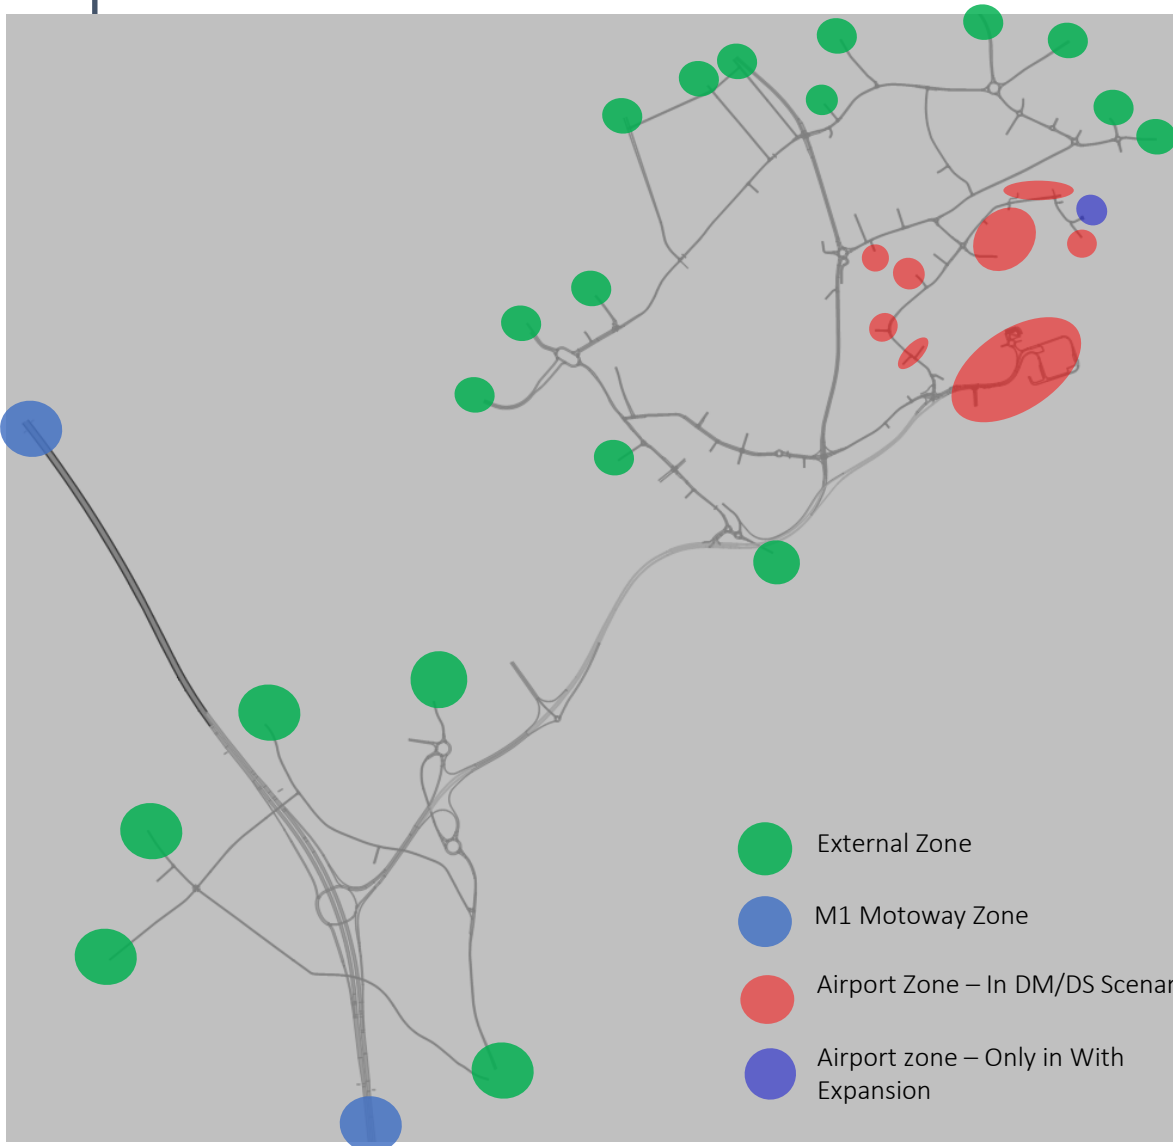 External Zone
M1 Motoway Zone
Airport Zone – In DM/DS Scenar
Airport zone – Only in With
Expansion